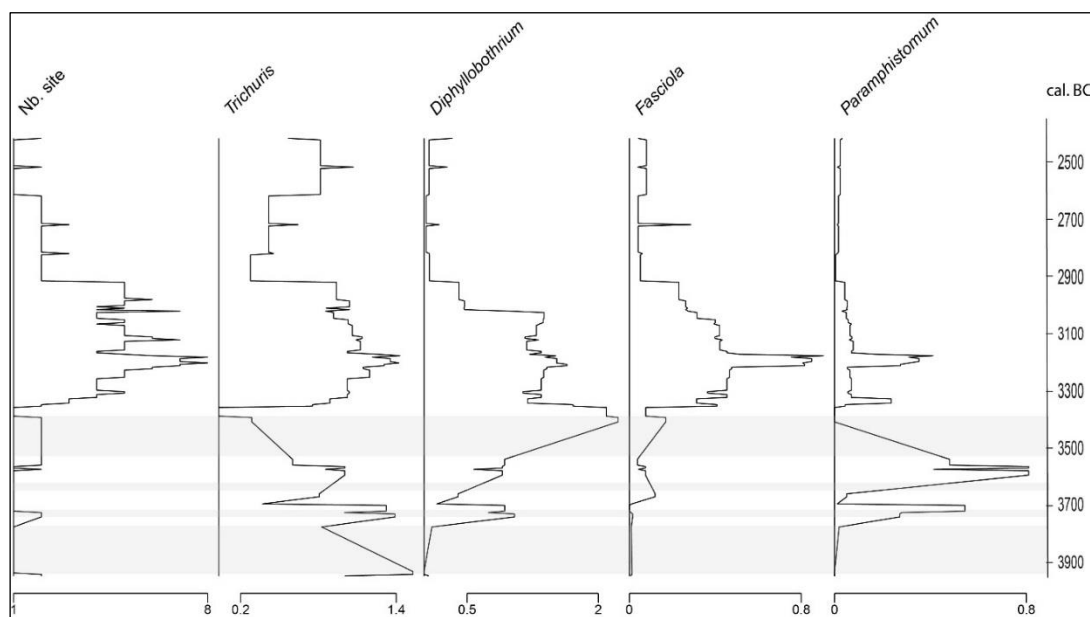 Nb. site
Trichuris
Diphyllobothrium
Fasciola
Paramphistomum
cal. BC
2500
2700
2900
3100
3300
3500
3700
3900
1 8 0.2 1.4 0.5 2 0 0.8 0 0.8